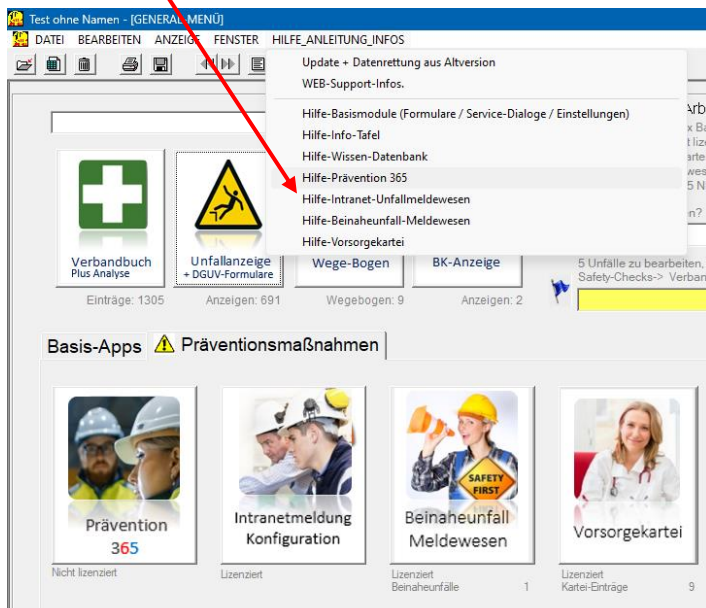 Test ohne Namen - [GENERAL-MENÜ]
DATEI BEARBEITEN ANZEIGE FENSTER HILFE_ANLEITUNG_INFOS
Update + Datenrettung aus Altversion
WEB-Support-Infos.
Hilfe-Basismodule (Formulare / Service-Dialoge / Einstellungen)
Hilfe-Info-Tafel
Hilfe-Wissen-Datenbank
Hilfe-Prävention 365
Hilfe-Intranet-Unfallmeldewesen
Hilfe-Beinaheunfall-Meldewesen
Hilfe-Vorsorgekartei
Verbandbuch
Plus Analyse
Unfallanzeige
+ DGUV-Formulare
Wege-Bogen
BK-Anzeige
5 Unfälle zu bearbeiten,
Safety-Checks-> Verban
Einträge: 1305
Anzeigen: 691
Wegebogen: 9
Anzeigen: 2
Basis-Apps
Präventionsmaßnahmen
SAFETY
FIRST
Prävention
365
Intranetmeldung
Konfiguration
Beinaheunfall
Meldewesen
Vorsorgekartei
Nicht lizenziert
Lizenziert
Lizenziert
Beinaheunfälle 1
Lizenziert
Kartei-Einträge 9